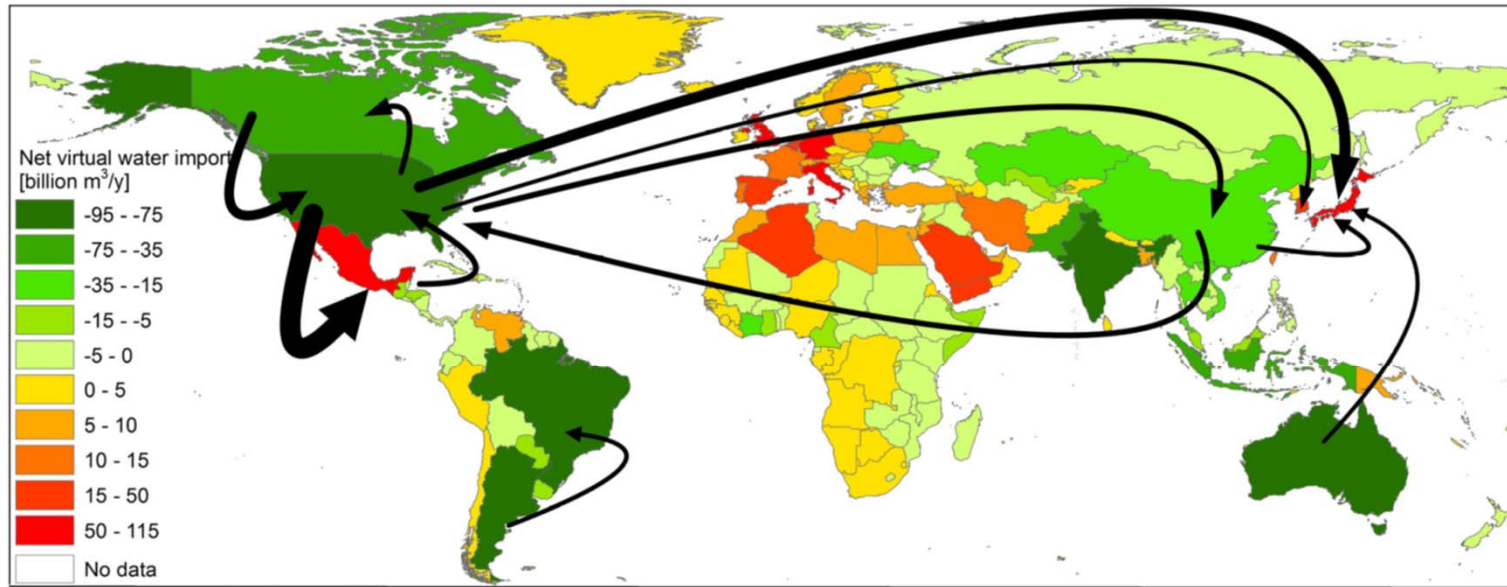 Net virtual water import
[billion m³/y]
-95 - -75
-75 - -35
-35 - -15
-15 - -5
-5 - 0
0 - 5
5 - 10
10 - 15
15 - 50
50 - 115
No data